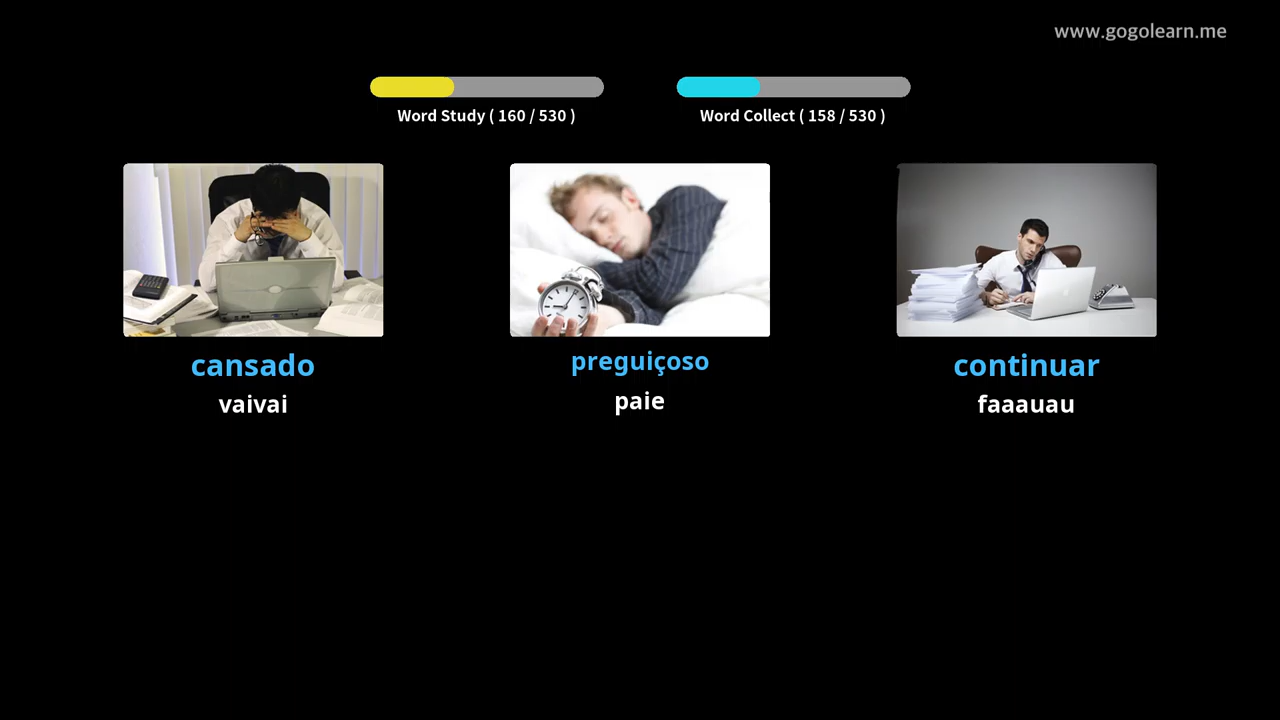 www.gogolearn.me
Word Study ( 160 / 530 )
Word Collect ( 158 / 530 )
cansado
vaivai
preguiçoso
paie
continuar
faaauau